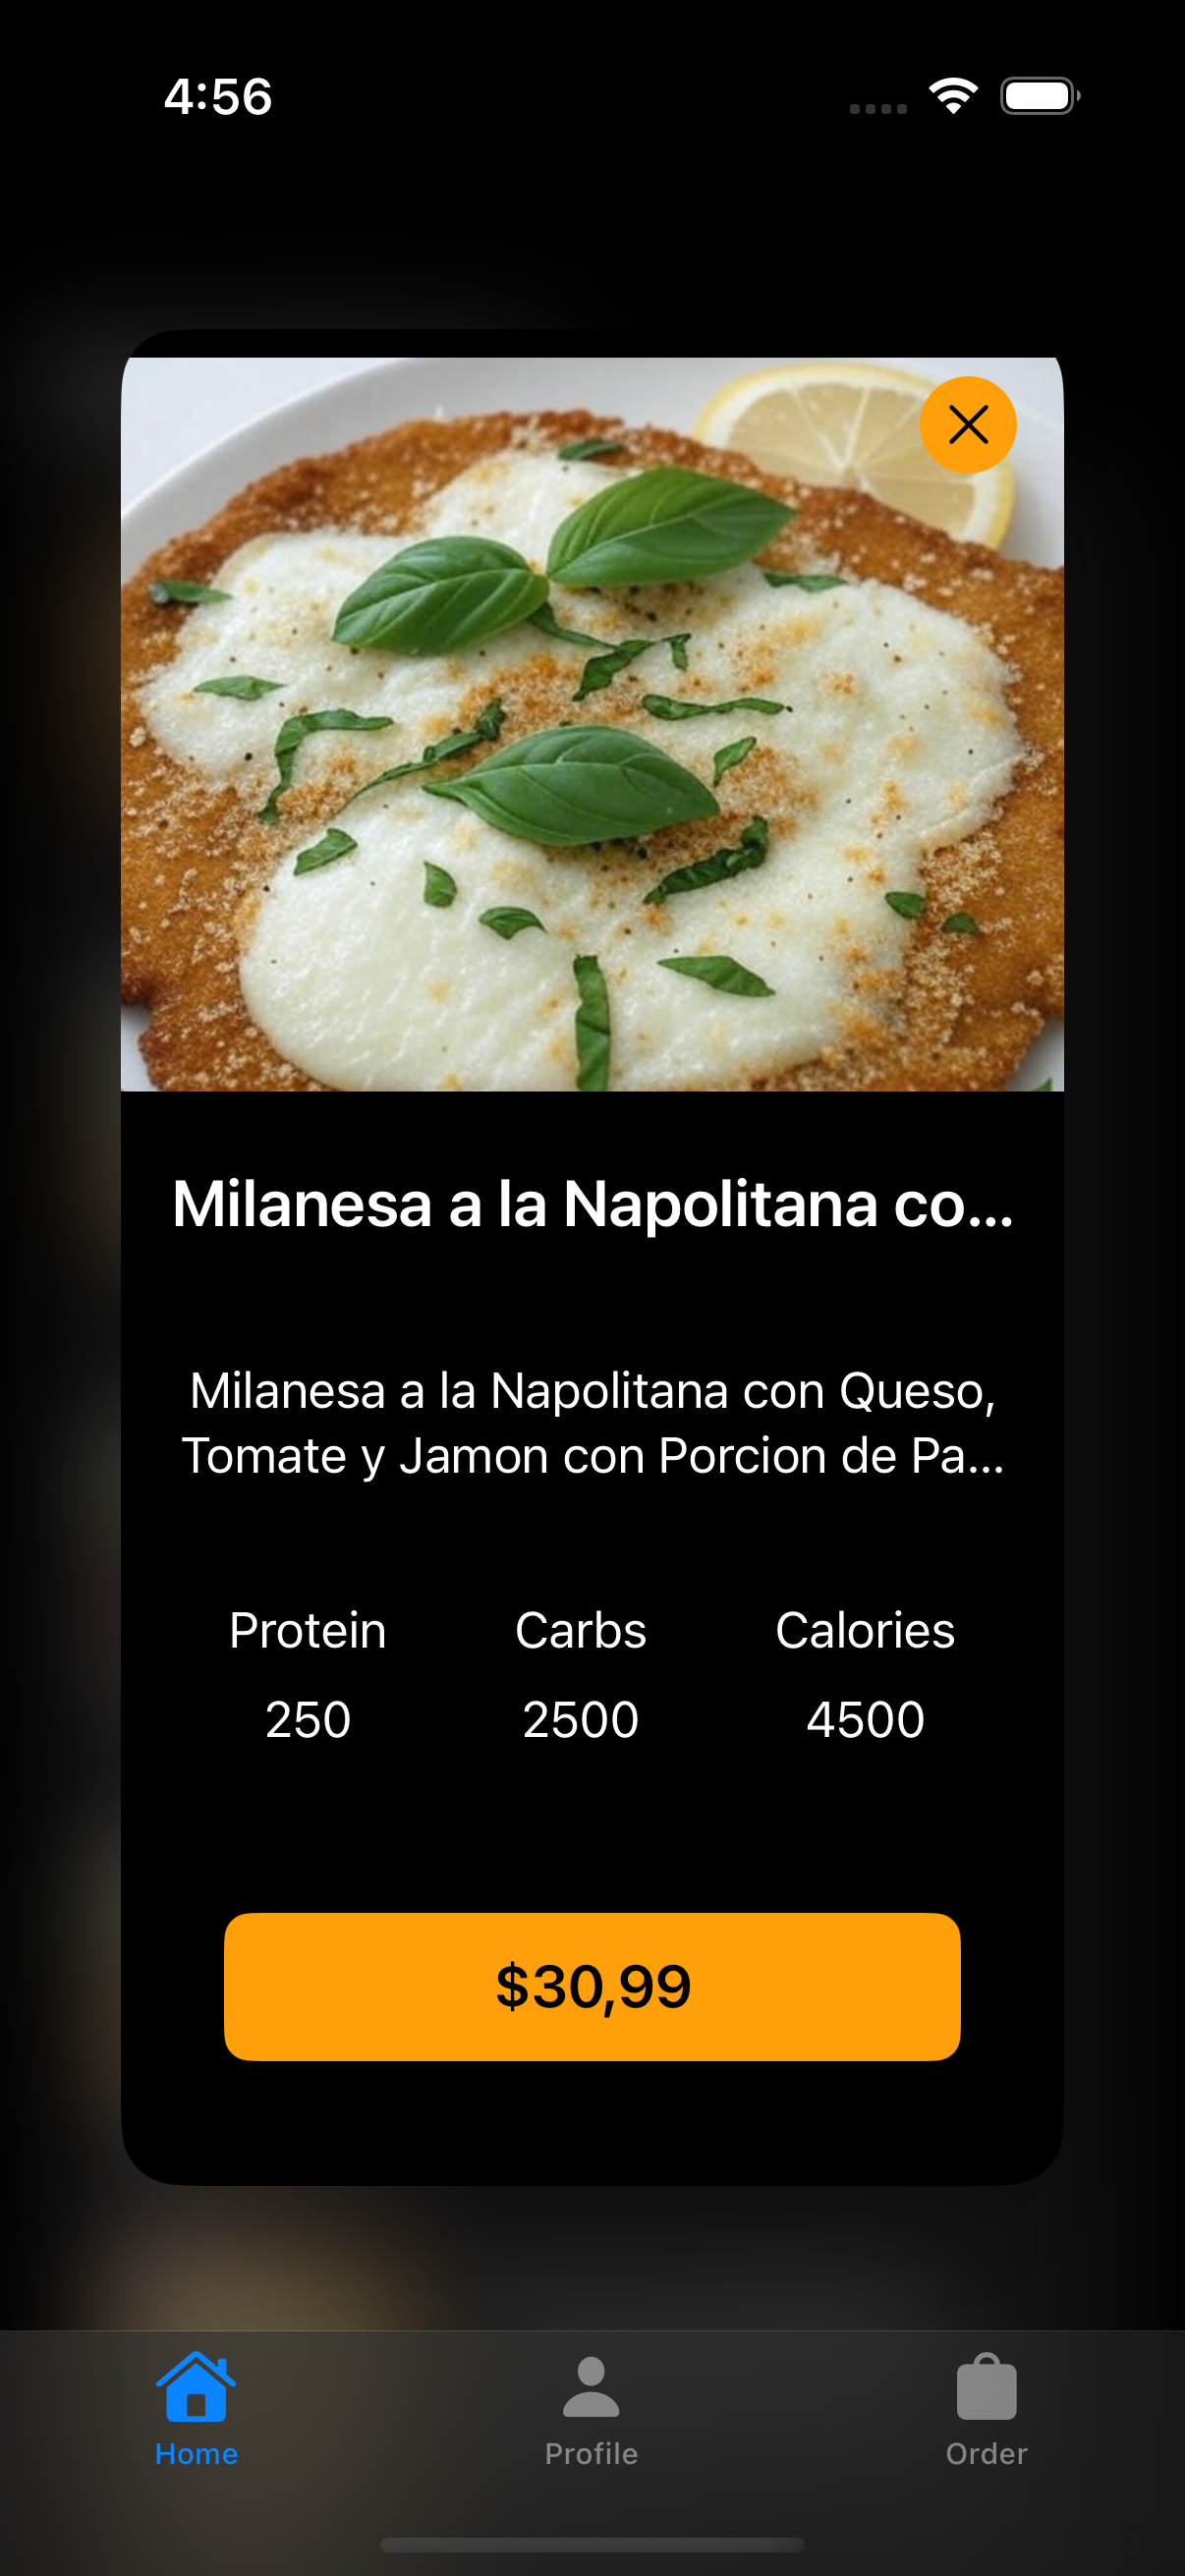 4:56
Milanesa a la Napolitana co...
Milanesa a la Napolitana con Queso,
Tomate y Jamon con Porcion de Pa...
Protein Carbs Calories
250 2500 4500
$30,99
Home Profile Order